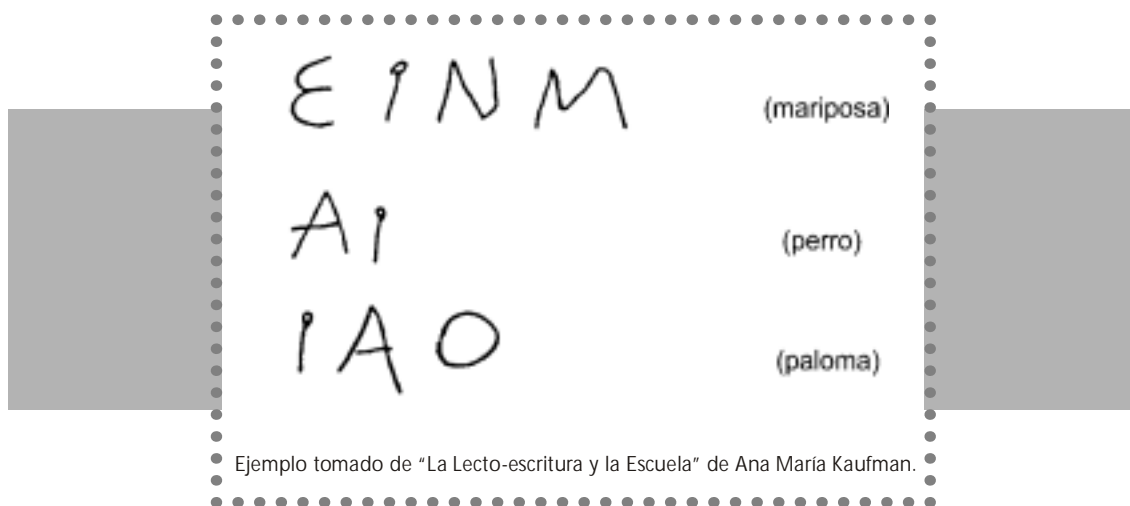 EiNM (mariposa)
Ai (perro)
iAO (paloma)
Ejemplo tomado de “La Lecto-escritura y la Escuela” de Ana María Kaufman.